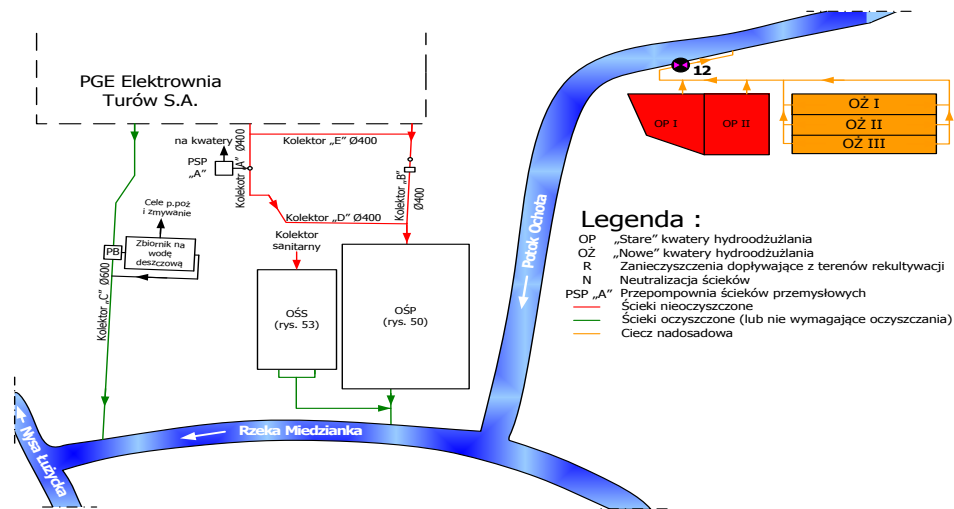 PGE Elektrownia
Turów S.A.
na kwatery
PSP
„A”
Kolekotr „A”
Ø400
Kolektor „E” Ø400
Kolektor „B”
Ø400
Kolektor „D” Ø400
Cele p.poż
i zmywanie
PB
Zbiornik na
wodę
deszczową
Kolektor „C” Ø600
Kolektor
sanitarny
OŚS
(rys. 53)
OŚP
(rys. 50)
Potok Ochota
12
OP I
OP II
OŻ I
OŻ II
OŻ III
Legenda :
OP „Stare” kwatery hydroodżużlania
OŻ „Nowe” kwatery hydroodżużlania
R Zanieczyszczenia dopływające z terenów rekultywacji
N Neutralizacja ścieków
PSP „A” Przepompownia ścieków przemysłowych
Ścieki nieoczyszczone
Ścieki oczyszczone (lub nie wymagające oczyszczania)
Ciecz nadosadowa
Rzeka Miedzianka
Nysa Łużycka